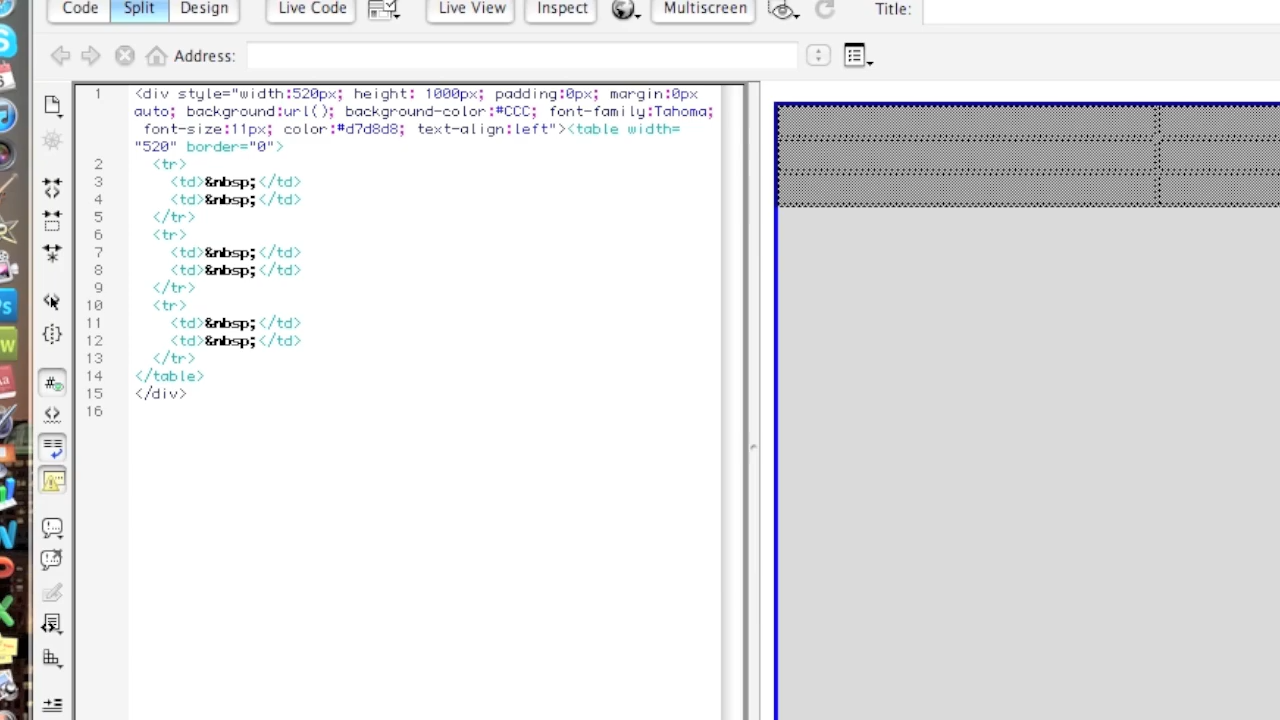 Code Split Design Live Code Live View Inspect Multiscreen Title:
Address:
1 <div style="width:520px; height: 1000px; padding:0px; margin:0px
auto; background:url(); background-color:#CCC; font-family:Tahoma;
font-size:11px; color:#d7d8d8; text-align:left"><table width=
"520" border="0">
2 <tr>
3 <td>&nbsp;</td>
4 <td>&nbsp;</td>
5 </tr>
6 <tr>
7 <td>&nbsp;</td>
8 <td>&nbsp;</td>
9 </tr>
10 <tr>
11 <td>&nbsp;</td>
12 <td>&nbsp;</td>
13 </tr>
14 </table>
15 </div>
16